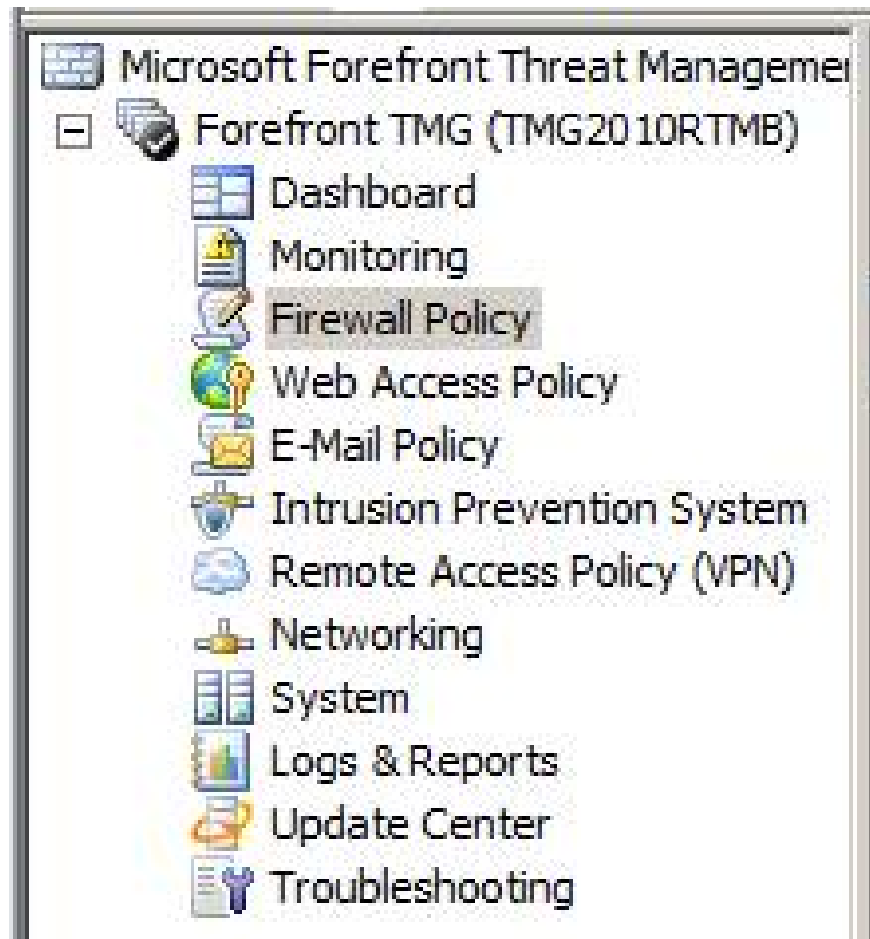 Microsoft Forefront Threat Managemen
Forefront TMG (TMG2010RTMB)
Dashboard
Monitoring
Firewall Policy
Web Access Policy
E-Mail Policy
Intrusion Prevention System
Remote Access Policy (VPN)
Networking
System
Logs & Reports
Update Center
Troubleshooting